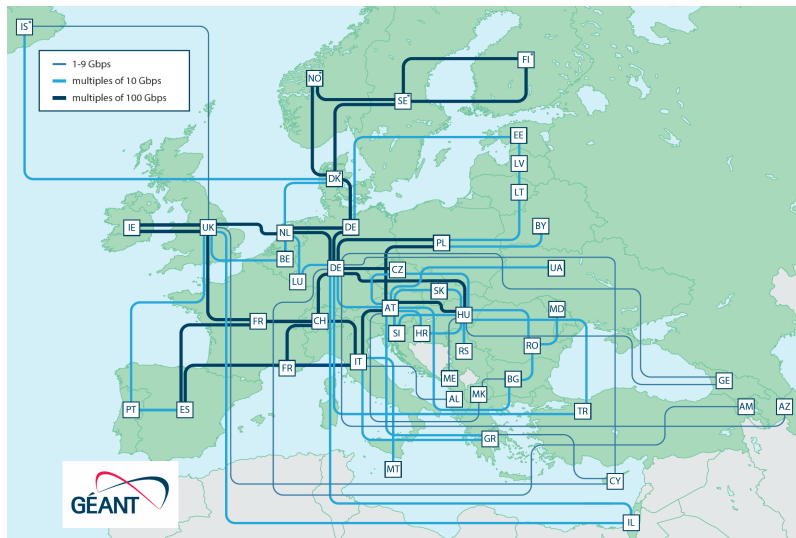 IS*
1-9 Gbps
multiples of 10 Gbps
multiples of 100 Gbps
NO*
FI*
SE*
EE
LV
DK*
LT
IE
UK
NL
DE
BY
PL
BE
LU
DE
CZ
UA
SK
AT
HU
MD
FR
CH
SI
HR
RO
RS
FR
IT
ME
BG
GE
MK
AL
PT
ES
TR
AM
AZ
GR
MT
CY
GÉANT
IL